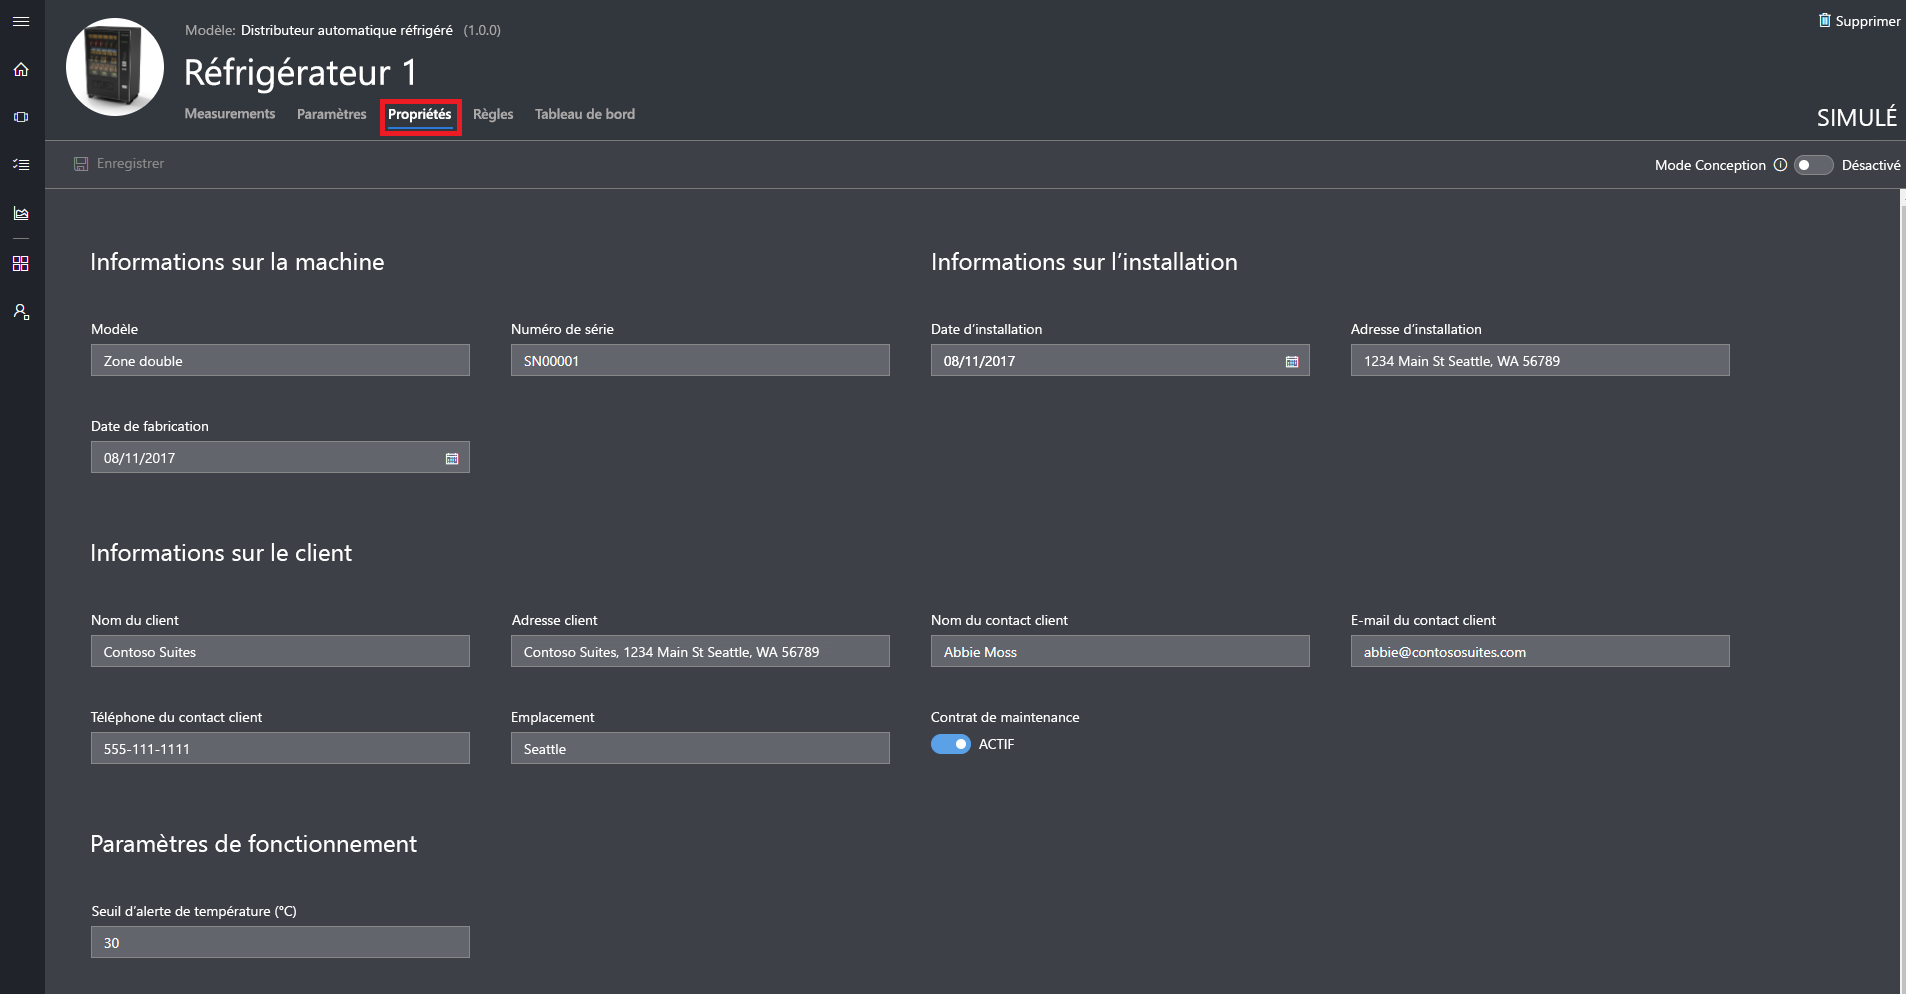 Modèle: Distributeur automatique réfrigéré (1.0.0)
Supprimer
Réfrigérateur 1
Measurements Paramètres Propriétés Règles Tableau de bord
SIMULÉ
Enregistrer
Mode Conception Désactivé
Informations sur la machine
Informations sur l’installation
Modèle
Numéro de série
Date d’installation
Adresse d’installation
Zone double
SN00001
08/11/2017
1234 Main St Seattle, WA 56789
Date de fabrication
08/11/2017
Informations sur le client
Nom du client
Adresse client
Nom du contact client
E-mail du contact client
Contoso Suites
Contoso Suites, 1234 Main St Seattle, WA 56789
Abbie Moss
abbie@contososuites.com
Téléphone du contact client
Emplacement
Contrat de maintenance
555-111-1111
Seattle
ACTIF
Paramètres de fonctionnement
Seuil d’alerte de température (°C)
30